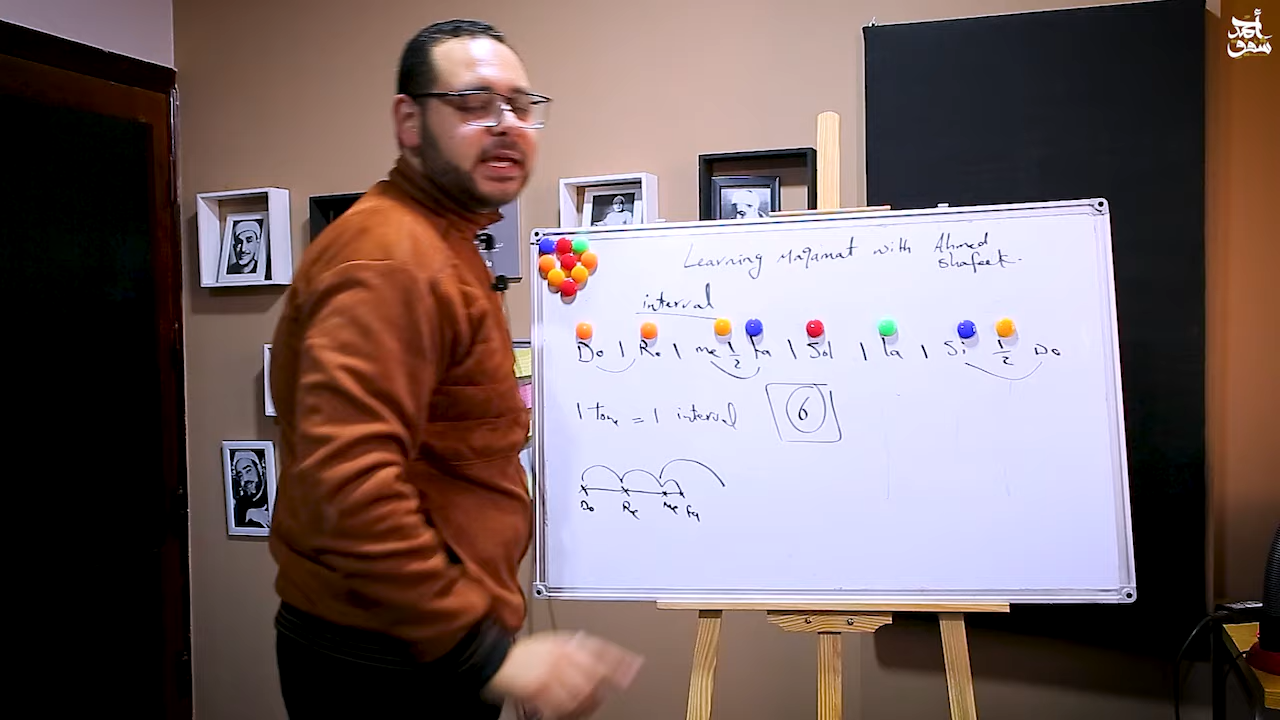 أحمد
شفيق
Learning Maqamat with Ahmed
Shafeek.
interval
Do 1 Re 1 me 1/2 Fa 1 Sol 1 la 1 Si 1/2 Do
1 tone = 1 interval
6
Do Re me Fa